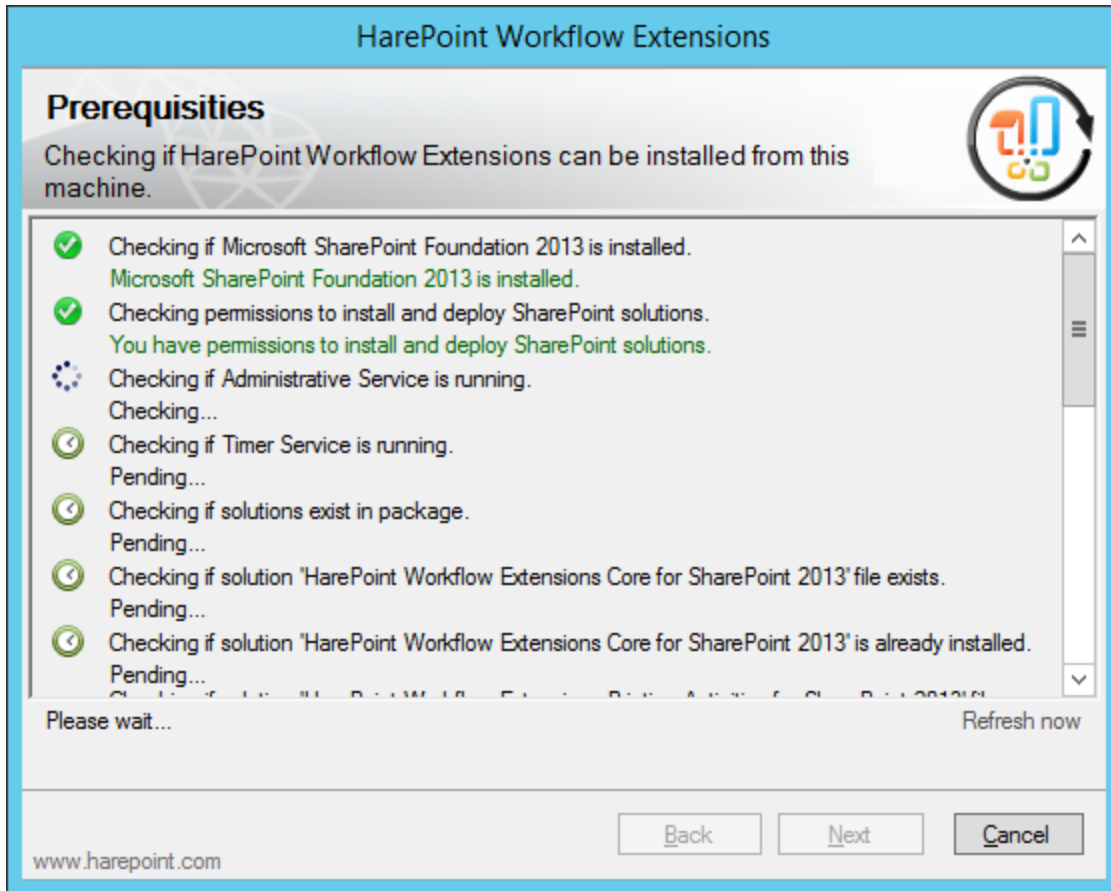 HarePoint Workflow Extensions
Prerequisities
Checking if HarePoint Workflow Extensions can be installed from this
machine.
Checking if Microsoft SharePoint Foundation 2013 is installed.
Microsoft SharePoint Foundation 2013 is installed.
Checking permissions to install and deploy SharePoint solutions.
You have permissions to install and deploy SharePoint solutions.
Checking if Administrative Service is running.
Checking...
Checking if Timer Service is running.
Pending...
Checking if solutions exist in package.
Pending...
Checking if solution "HarePoint Workflow Extensions Core for SharePoint 2013" file exists.
Pending...
Checking if solution "HarePoint Workflow Extensions Core for SharePoint 2013" is already installed.
Pending...
Please wait...
Refresh now
Back
Next
Cancel
www.harepoint.com